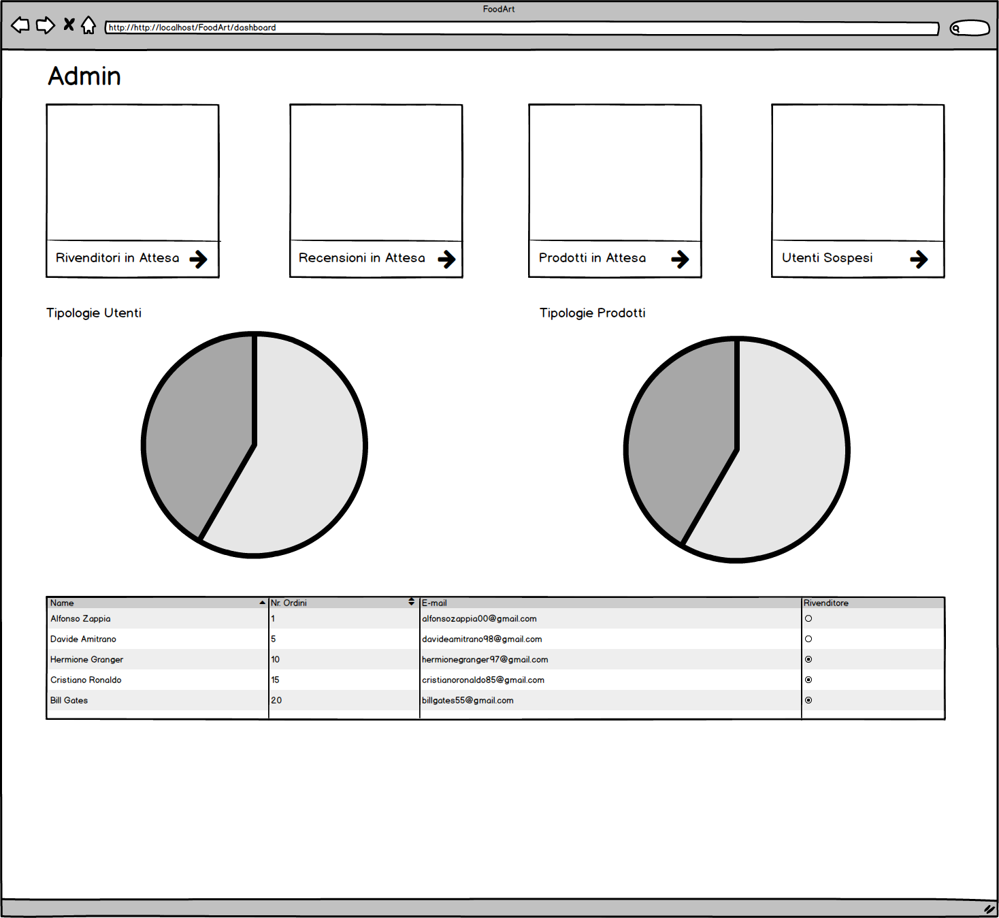 FoodArt
http://http://localhost/FoodArt/dashboard
Admin
Rivenditori in Attesa
Recensioni in Attesa
Prodotti in Attesa
Utenti Sospesi
Tipologie Utenti
Tipologie Prodotti
Name Nr. Ordini E-mail Rivenditore
Alfonso Zappia 1 alfonsozappia00@gmail.com
Davide Amitrano 5 davideamitrano98@gmail.com
Hermione Granger 10 hermionegranger97@gmail.com
Cristiano Ronaldo 15 cristianoronaldo85@gmail.com
Bill Gates 20 billgates55@gmail.com